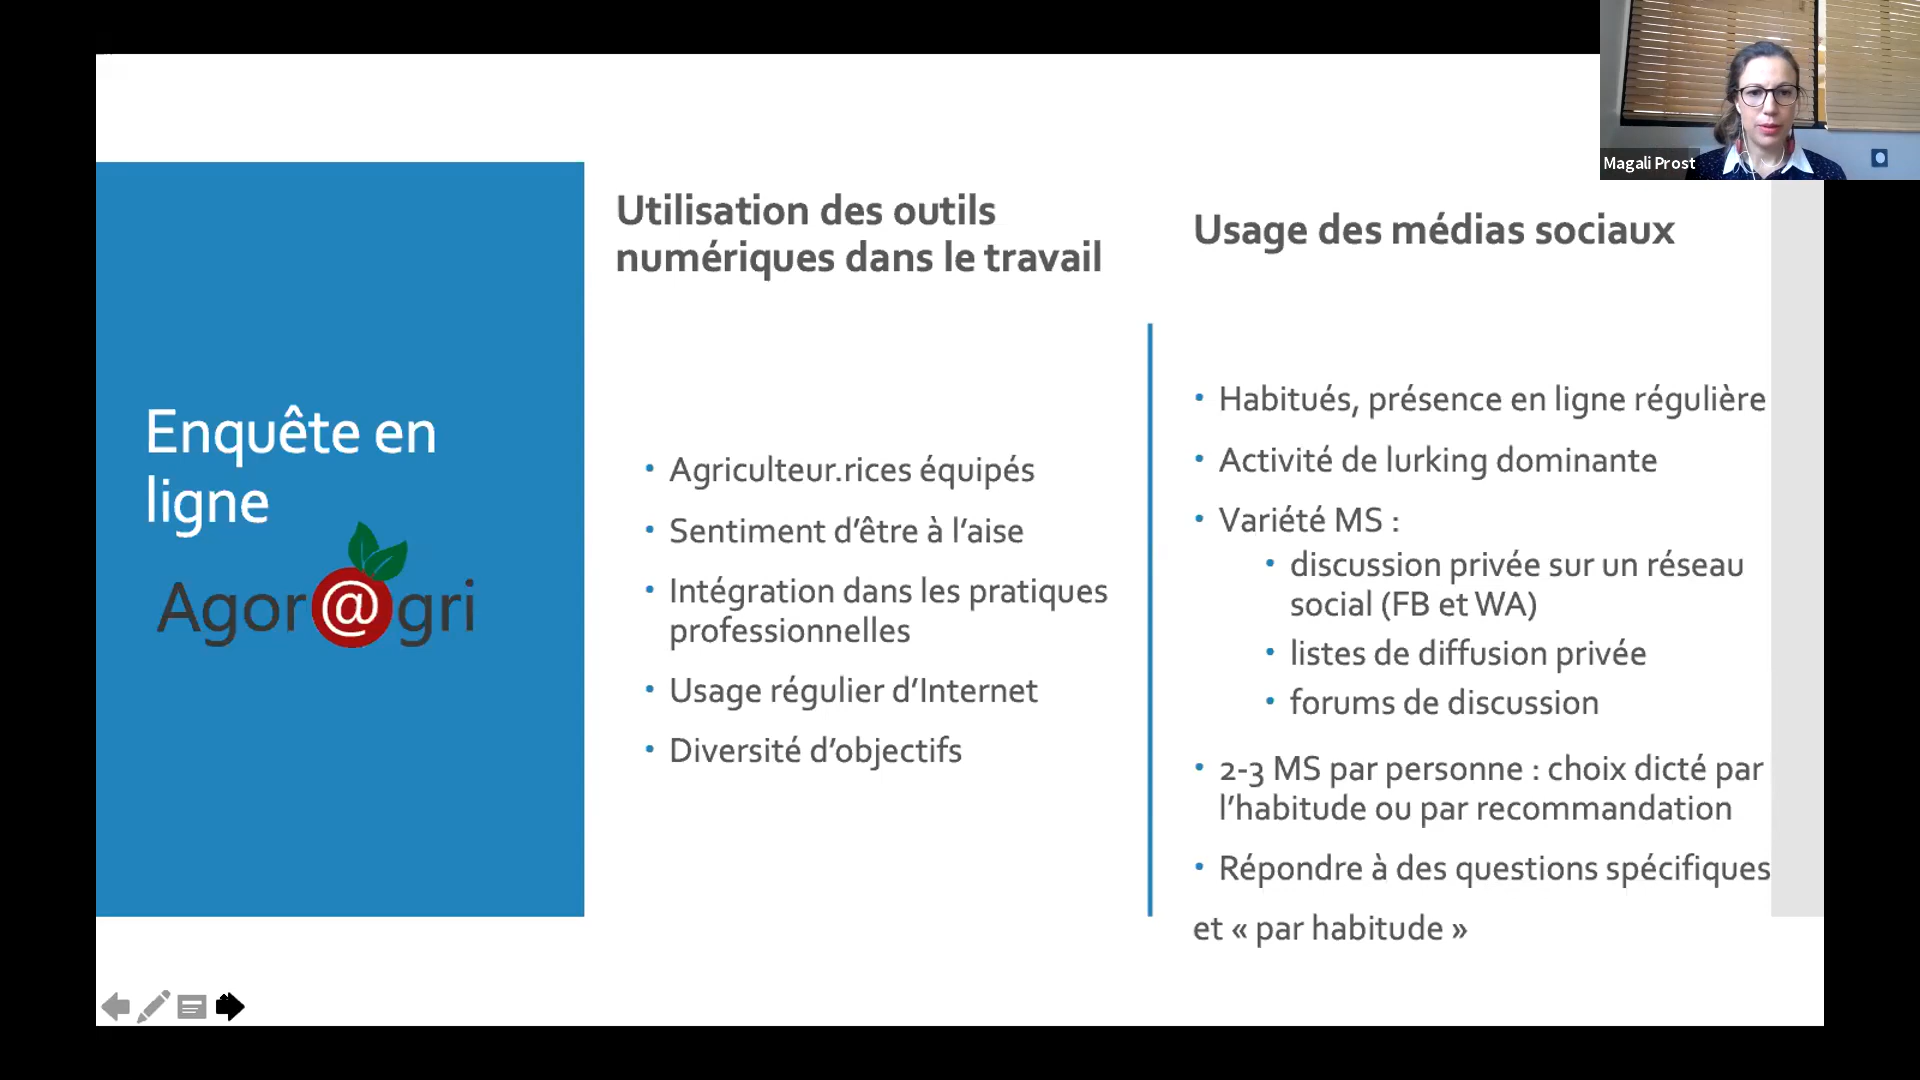 Magali Prost
Enquête en
ligne
Agor@gri
Utilisation des outils
numériques dans le travail
• Agriculteur.rices équipés
• Sentiment d’être à l’aise
• Intégration dans les pratiques
professionnelles
• Usage régulier d’Internet
• Diversité d’objectifs
Usage des médias sociaux
• Habitués, présence en ligne régulière
• Activité de lurking dominante
• Variété MS :
• discussion privée sur un réseau
social (FB et WA)
• listes de diffusion privée
• forums de discussion
• 2-3 MS par personne : choix dicté par
l’habitude ou par recommandation
• Répondre à des questions spécifiques
et « par habitude »